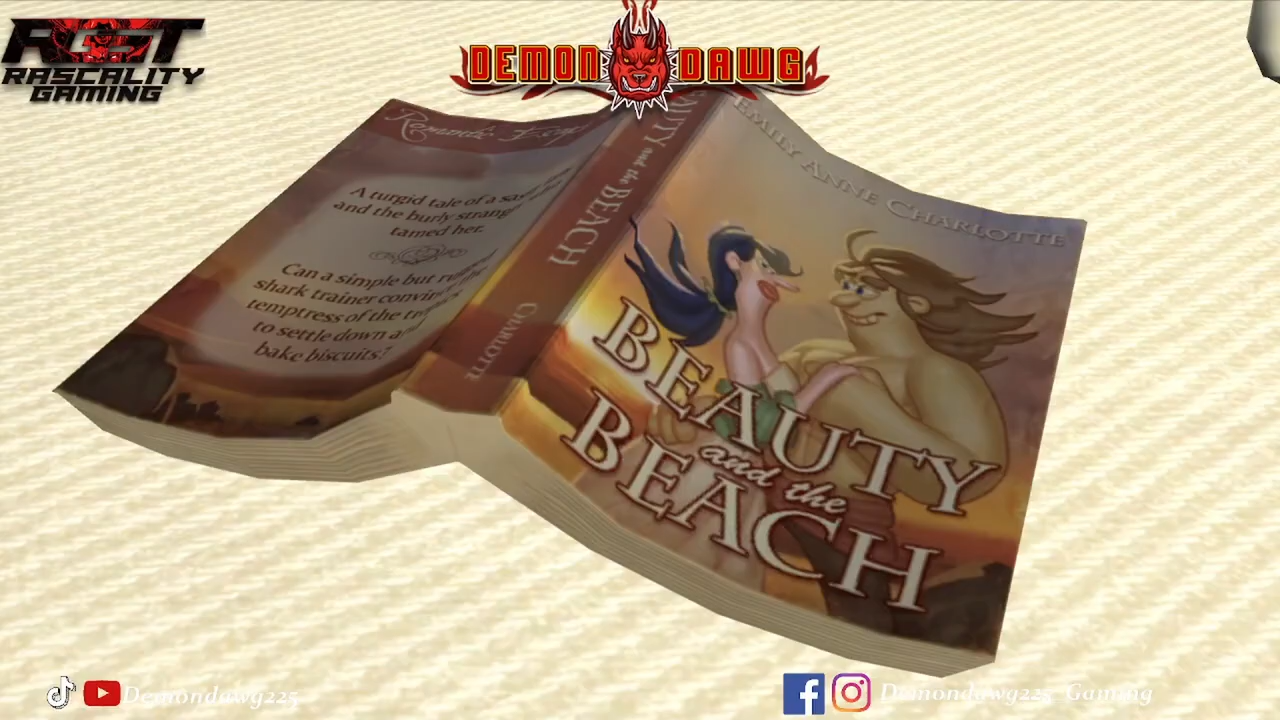 RGT
RASCALITY
GAMING
DEMON DAWG
Romantic
A turgid tale of a
and the burly
tamed her.
Can a simple but
shark trainer
temptress of the
to settle down
bake biscuits?
BEAUTY and the BEACH
CHARLOTTE
EMILY ANNE CHARLOTTE
BEAUTY
and the
BEACH
Demondawg225
Demondawg225_Gaming